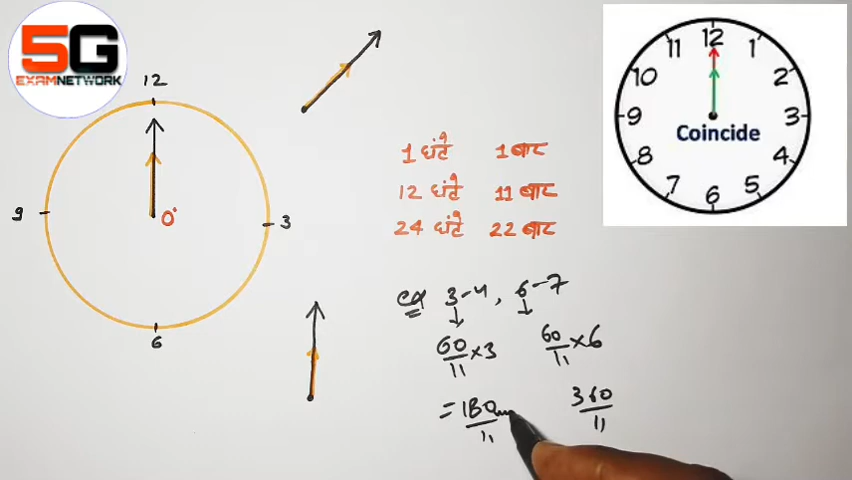 5G
EXAMNETWORK
12
9
3
6
0°
1 घंटे 1 बार
12 घंटे 11 बार
24 घंटे 22 बार
eg 3-4, 6-7
60/11 × 3 60/11 × 6
= 180/11 360/11
12
11 1
10 2
9 3
Coincide
8 4
7 5
6